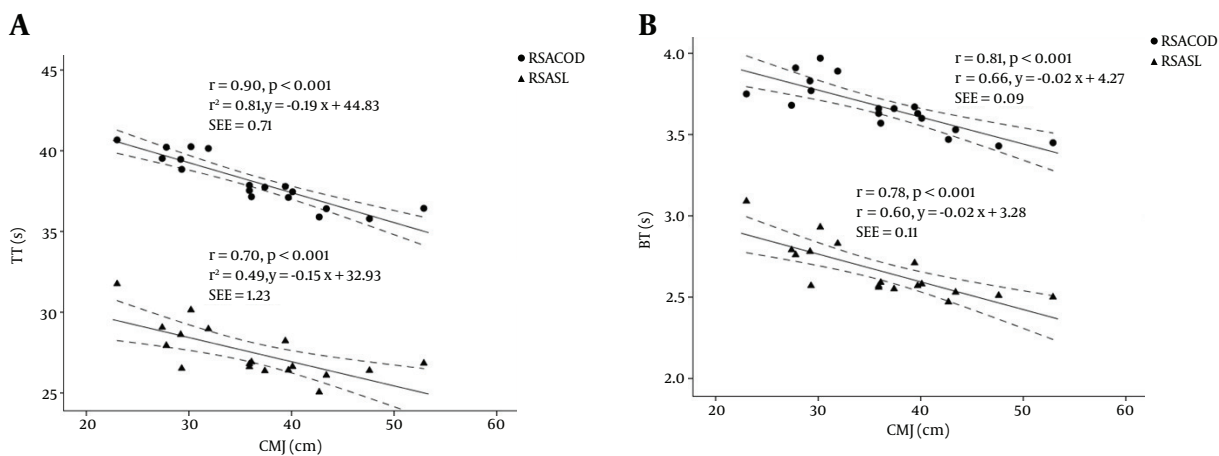 A
RSACOD
RSASL
45
40
35
30
25
TT (s)
r = 0.90, p < 0.001
r² = 0.81,y = -0.19 x + 44.83
SEE = 0.71
r = 0.70, p < 0.001
r² = 0.49,y = -0.15 x + 32.93
SEE = 1.23
20 30 40 50 60
CMJ (cm)
B
RSACOD
RSASL
4.0
3.5
3.0
2.5
2.0
BT (s)
r = 0.81, p < 0.001
r = 0.66, y = -0.02 x + 4.27
SEE = 0.09
r = 0.78, p < 0.001
r = 0.60, y = -0.02 x + 3.28
SEE = 0.11
20 30 40 50 60
CMJ (cm)